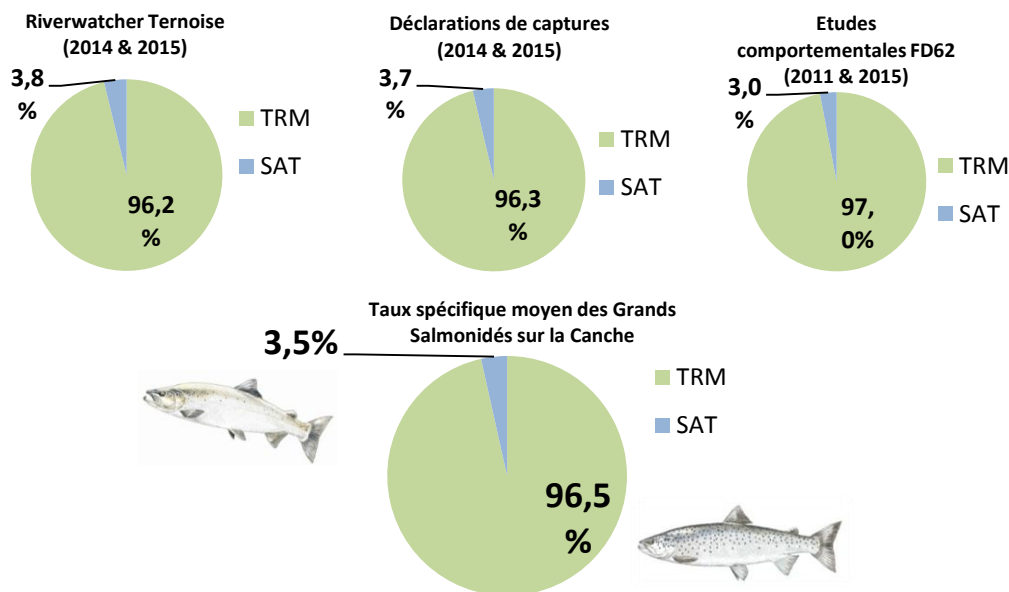 Riverwatcher Ternoise
(2014 & 2015)
3,8
%
96,2
%
TRM
SAT
Déclarations de captures
(2014 & 2015)
3,7
%
96,3
%
TRM
SAT
Etudes
comportementales FD62
(2011 & 2015)
3,0
%
97,
0%
TRM
SAT
Taux spécifique moyen des Grands
Salmonidés sur la Canche
3,5%
96,5
%
TRM
SAT